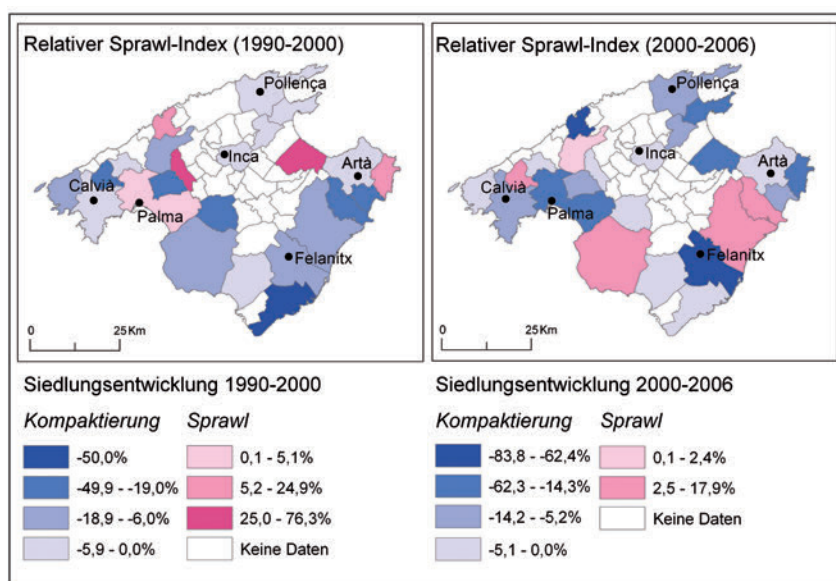 Relativer Sprawl-Index (1990-2000)
Pollença
Inca
Artà
Calvià
Palma
Felanitx
0 25 Km
Siedlungsentwicklung 1990-2000
Kompaktierung Sprawl
-50,0% 0,1 - 5,1%
-49,9 - -19,0% 5,2 - 24,9%
-18,9 - -6,0% 25,0 - 76,3%
-5,9 - 0,0% Keine Daten
Relativer Sprawl-Index (2000-2006)
Pollença
Inca
Artà
Calvià
Palma
Felanitx
0 25 Km
Siedlungsentwicklung 2000-2006
Kompaktierung Sprawl
-83,8 - -62,4% 0,1 - 2,4%
-62,3 - -14,3% 2,5 - 17,9%
-14,2 - -5,2% Keine Daten
-5,1 - 0,0%